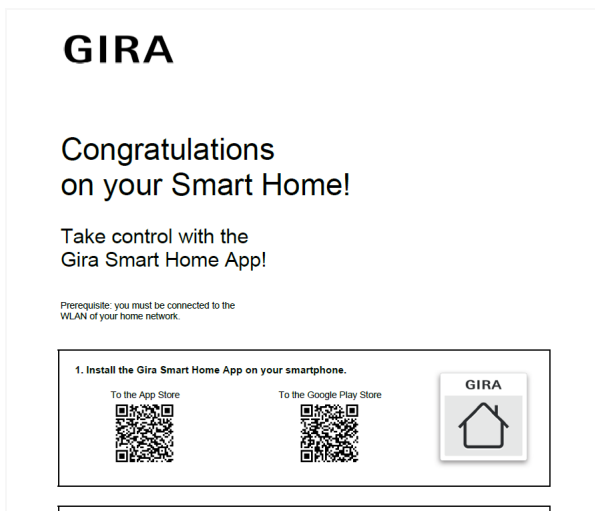 GIRA
Congratulations
on your Smart Home!
Take control with the
Gira Smart Home App!
Prerequisite: you must be connected to the
WLAN of your home network.
1. Install the Gira Smart Home App on your smartphone.
To the App Store
To the Google Play Store
GIRA